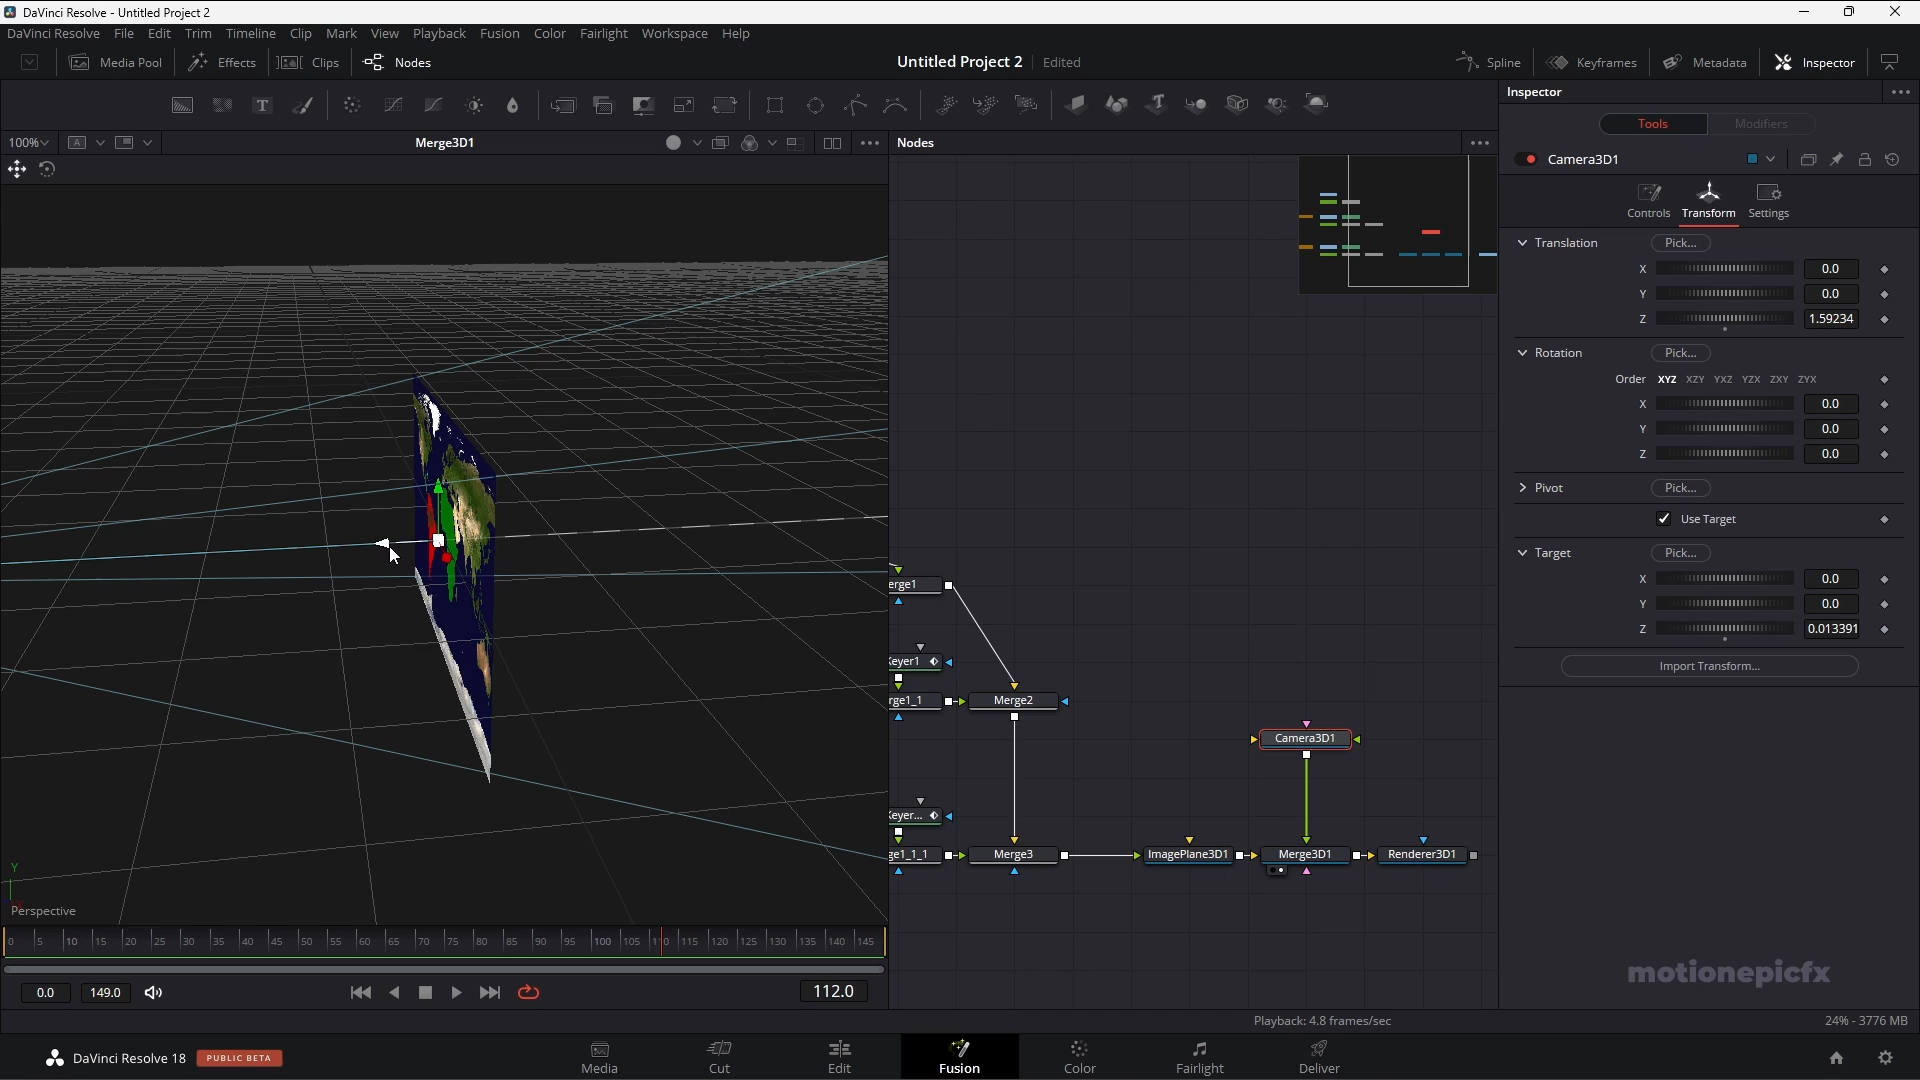 DaVinci Resolve - Untitled Project 2
DaVinci Resolve File Edit Trim Timeline Clip Mark View Playback Fusion Color Fairlight Workspace Help
Media Pool Effects Clips Nodes Untitled Project 2 Edited Spline Keyframes Metadata Inspector
Inspector
100% A Merge3D1 Nodes
Tools Modifiers
Camera3D1
Controls Transform Settings
Translation Pick...
X 0.0
Y 0.0
Z 1.59234
Rotation Pick...
Order XYZ XZY YXZ YZX ZXY ZYX
X 0.0
Y 0.0
Z 0.0
Pivot Pick...
Use Target
Target Pick...
X 0.0
Y 0.0
Z 0.013391
Import Transform...
erge1
Keyer1
rge1_1 Merge2
Camera3D1
Keyer...
ge1_1_1 Merge3 ImagePlane3D1 Merge3D1 Renderer3D1
Y
Perspective
0 5 10 15 20 25 30 35 40 45 50 55 60 65 70 75 80 85 90 95 100 105 110 115 120 125 130 135 140 145
motionepicfx
0.0 149.0 112.0
Playback: 4.8 frames/sec 24% - 3776 MB
DaVinci Resolve 18 PUBLIC BETA
Media Cut Edit Fusion Color Fairlight Deliver